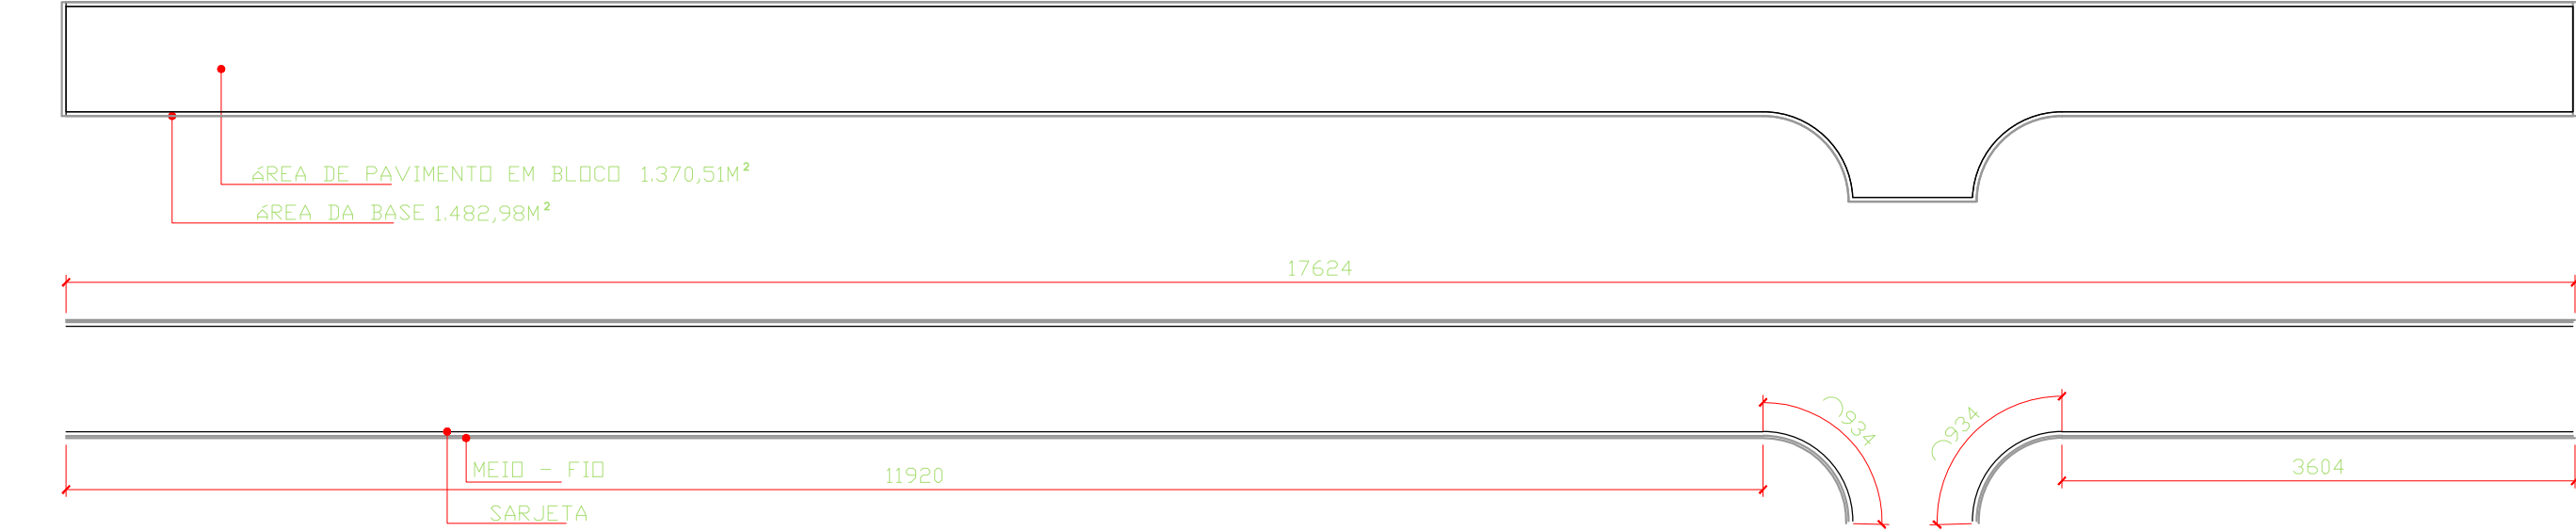 áREA DE PAVIMENTO EM BLOCO 1.370,51M²
áREA DA BASE 1.482,98M²
17624
934
934
3604
MEIO - FIO
11920
SARJETA